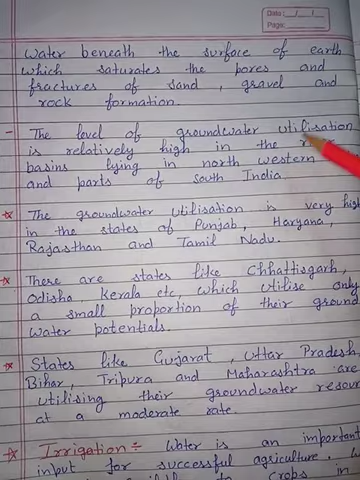 Date: / /
Page:
Water beneath the surface of earth
which saturates the pores and
fractures of sand, gravel and
rock formation.
- The level of groundwater utilisation
is relatively high in the
basins lying in north western
and parts of South India.
The groundwater utilisation is very high
in the states of Punjab, Haryana,
Rajasthan and Tamil Nadu.
There are states like Chhattisgarh,
Odisha, Kerala etc, which utilise only
a small proportion of their ground
water potentials.
States like Gujarat, Uttar Pradesh,
Bihar, Tripura and Maharashtra are
utilising their groundwater resour
at a moderate rate.
Irrigation :- Water is an important
input for successful agriculture.
to crops in